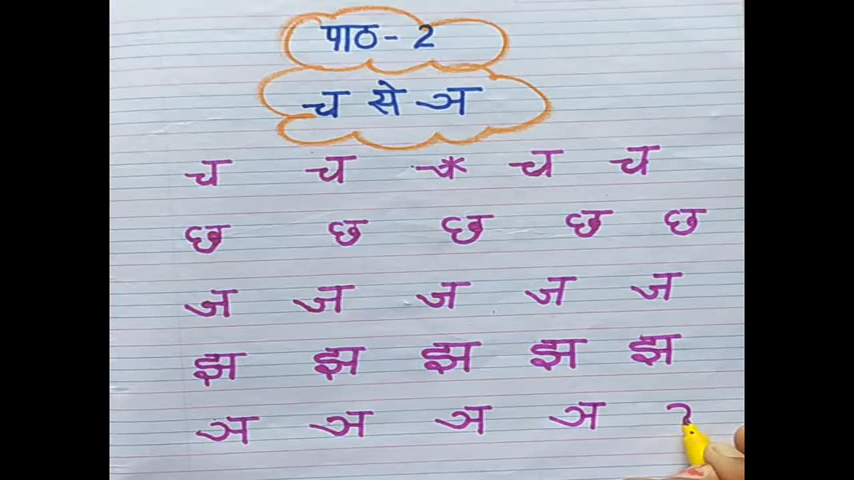 पाठ - 2
च से ञ
च च च च
छ छ छ छ छ
ज ज ज ज ज
झ झ झ झ झ
ञ ञ ञ ञ